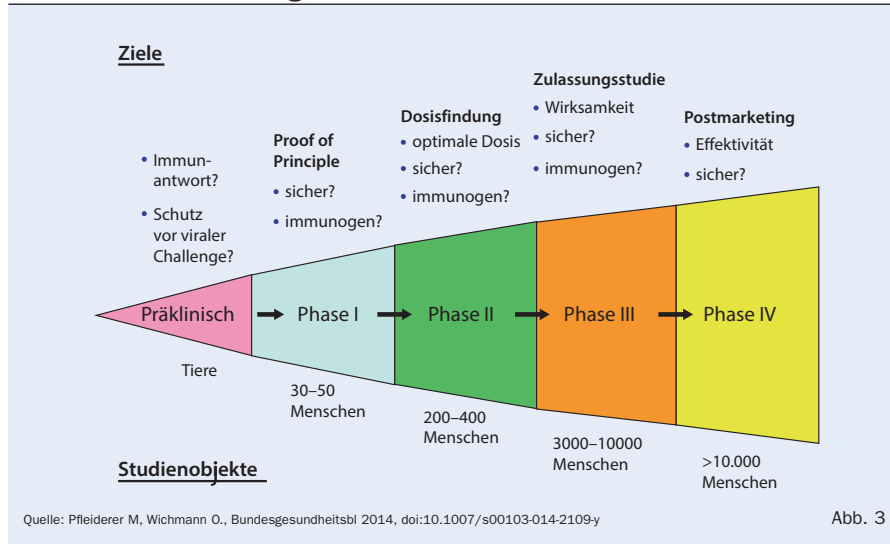 Ziele
• Immun-
antwort?
• Schutz
vor viraler
Challenge?
Proof of
Principle
• sicher?
• immunogen?
Dosisfindung
• optimale Dosis
• sicher?
• immunogen?
Zulassungsstudie
• Wirksamkeit
• sicher?
• immunogen?
Postmarketing
• Effektivität
• sicher?
Präklinisch
Phase I
Phase II
Phase III
Phase IV
Tiere
30–50
Menschen
200–400
Menschen
3000–10000
Menschen
>10.000
Menschen
Studienobjekte
Quelle: Pfleiderer M, Wichmann O., Bundesgesundheitsbl 2014, doi:10.1007/s00103-014-2109-y
Abb. 3